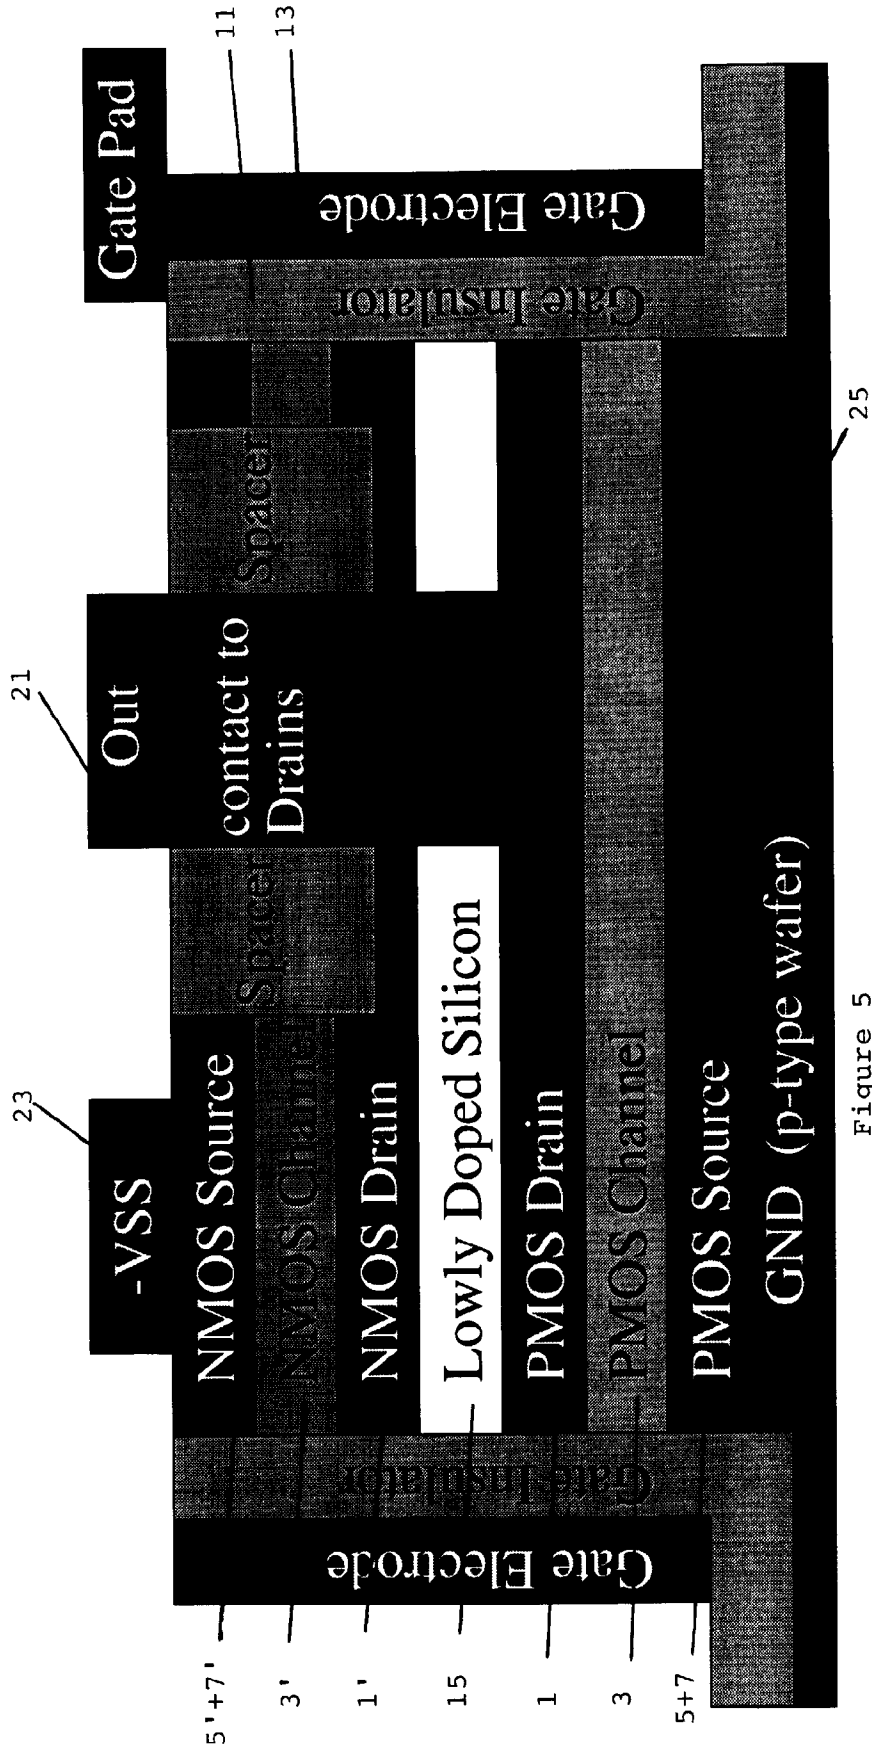 23
21
-VSS
Out
Gate Pad
11
13
5'+7'
3'
1'
15
1
3
5+7
Gate Electrode
Gate Insulator
NMOS Source
NMOS Channel
NMOS Drain
Lowly Doped Silicon
PMOS Drain
PMOS Channel
PMOS Source
GND (p-type wafer)
Spacer
contact to
Drains
Spacer
Gate Insulator
Gate Electrode
25
Figure 5